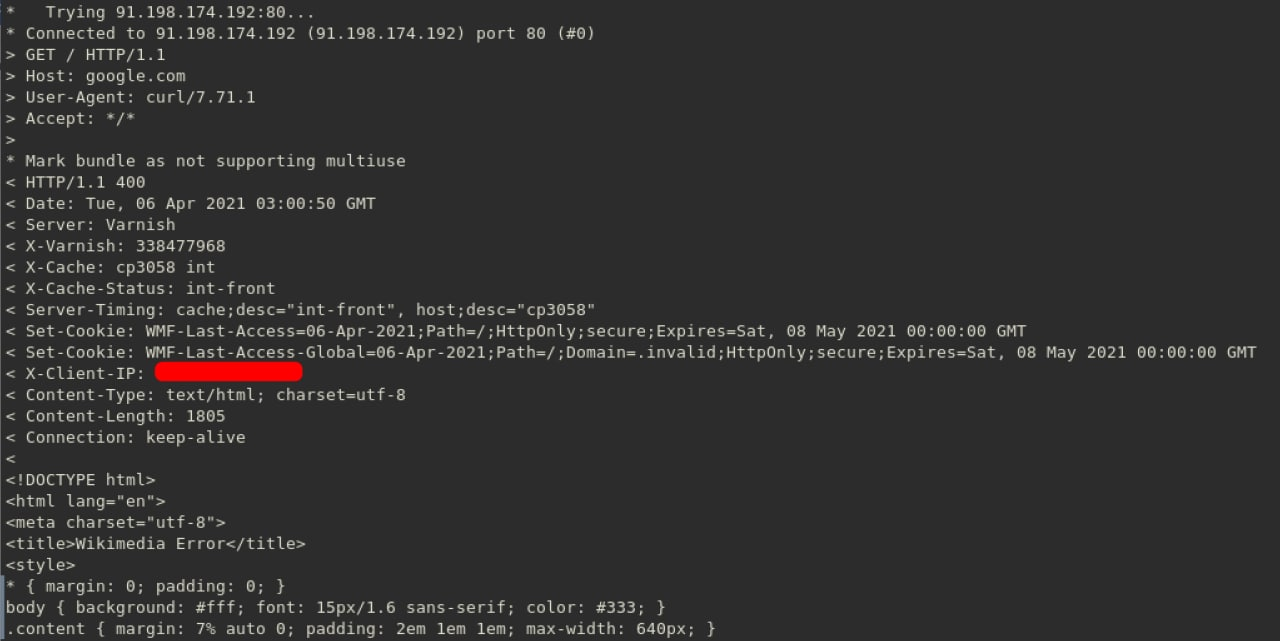 *   Trying 91.198.174.192:80...
* Connected to 91.198.174.192 (91.198.174.192) port 80 (#0)
> GET / HTTP/1.1
> Host: google.com
> User-Agent: curl/7.71.1
> Accept: */*
>
* Mark bundle as not supporting multiuse
< HTTP/1.1 400
< Date: Tue, 06 Apr 2021 03:00:50 GMT
< Server: Varnish
< X-Varnish: 338477968
< X-Cache: cp3058 int
< X-Cache-Status: int-front
< Server-Timing: cache;desc="int-front", host;desc="cp3058"
< Set-Cookie: WMF-Last-Access=06-Apr-2021;Path=/;HttpOnly;secure;Expires=Sat, 08 May 2021 00:00:00 GMT
< Set-Cookie: WMF-Last-Access-Global=06-Apr-2021;Path=/;Domain=.invalid;HttpOnly;secure;Expires=Sat, 08 May 2021 00:00:00 GMT
< X-Client-IP:
< Content-Type: text/html; charset=utf-8
< Content-Length: 1805
< Connection: keep-alive
<
<!DOCTYPE html>
<html lang="en">
<meta charset="utf-8">
<title>Wikimedia Error</title>
<style>
* { margin: 0; padding: 0; }
body { background: #fff; font: 15px/1.6 sans-serif; color: #333; }
.content { margin: 7% auto 0; padding: 2em 1em 1em; max-width: 640px; }